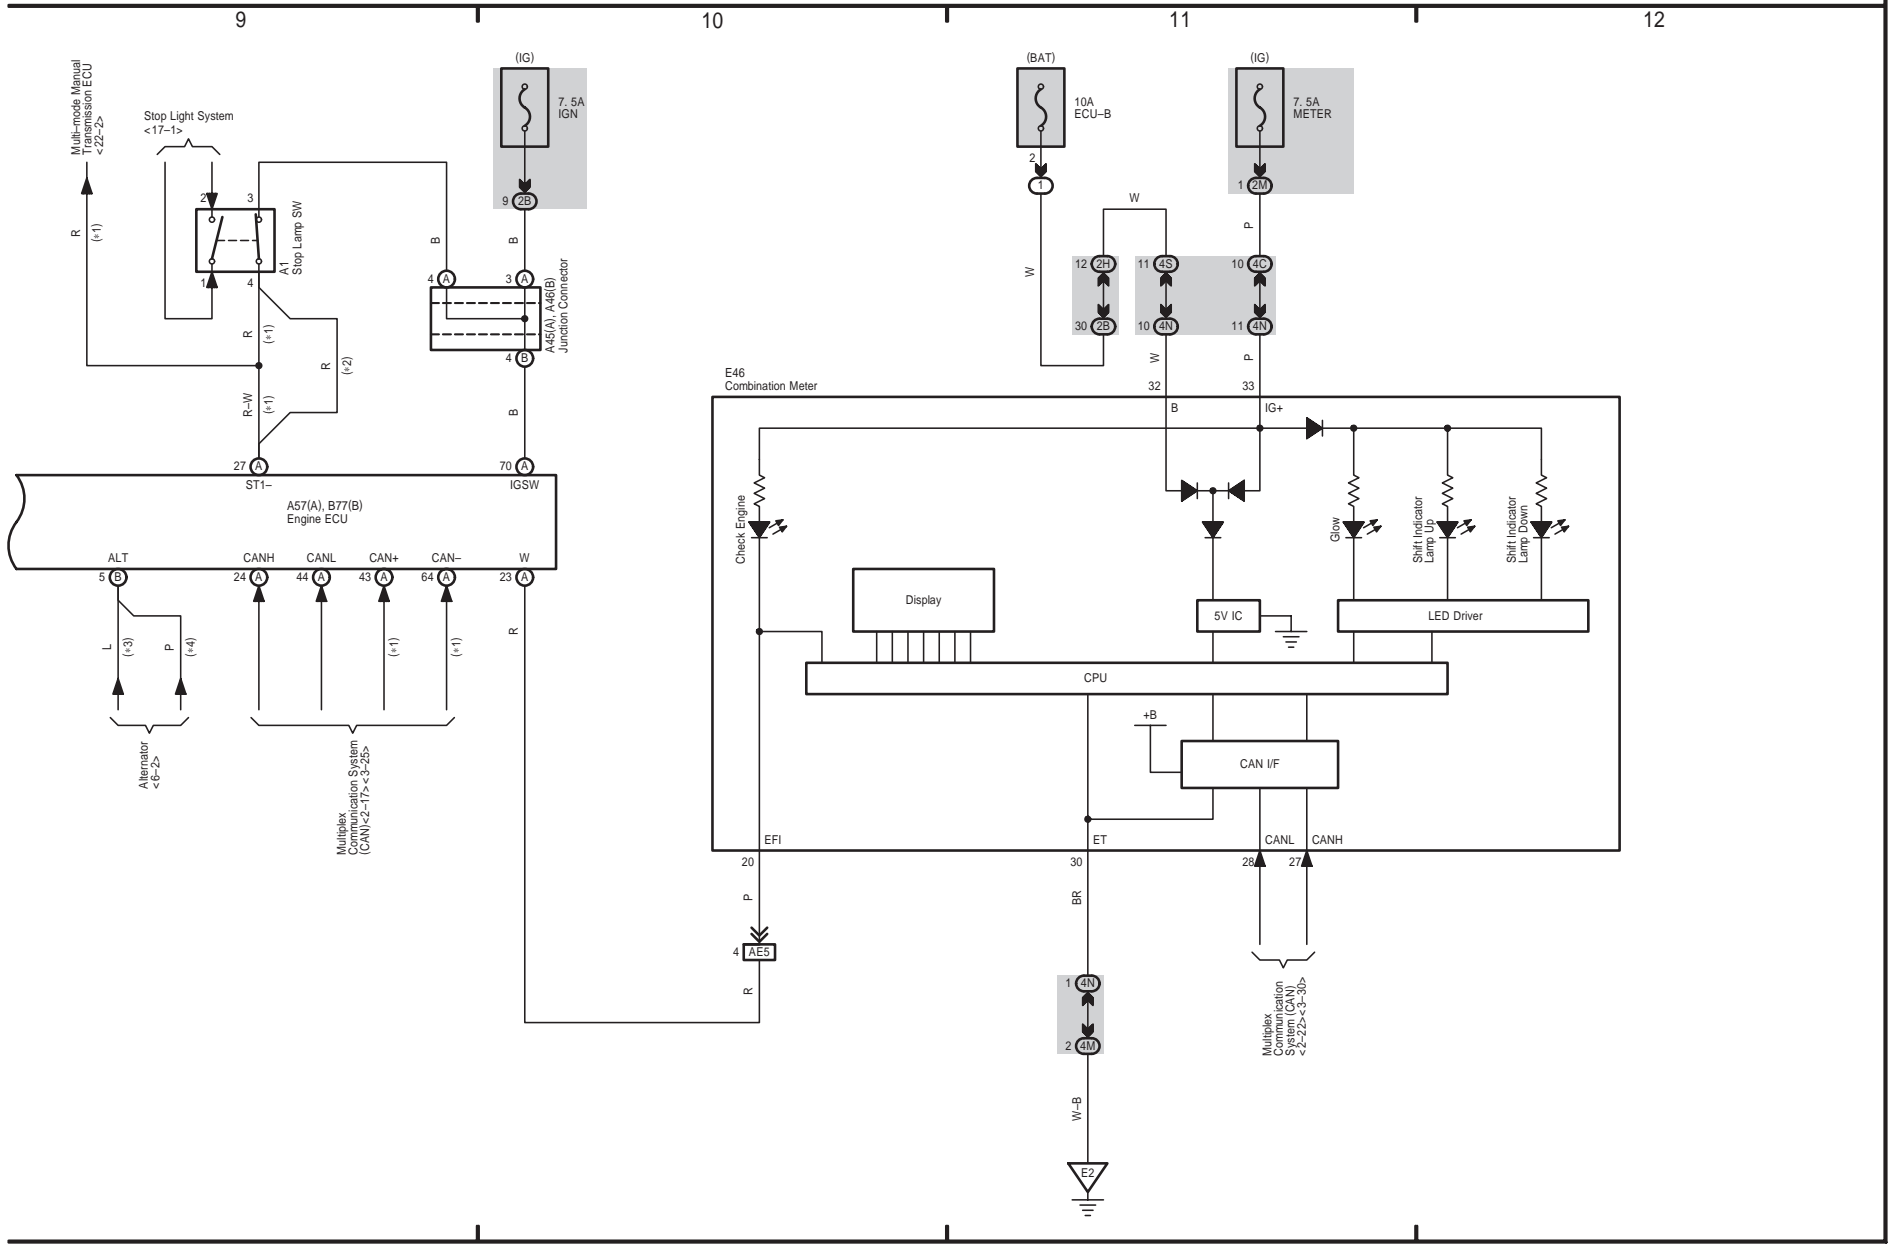 9
10
11
12
Multi–mode Manual
Transmission ECU
<22–2>
Stop Light System
<17–1>
(IG)
7. 5A
IGN
(BAT)
10A
ECU–B
(IG)
7. 5A
METER
2
1
9
2B
1
2M
R
(∗1)
2
3
A1
Stop Lamp SW
1
4
B
B
W
W
P
12
2H
11
4S
10
4C
30
2B
10
4N
11
4N
4
A
3
A
A45(A), A46(B)
Junction Connector
4
B
R
(∗1)
R
(∗2)
R–W
(∗1)
B
W
P
E46
Combination Meter
32
33
B
IG+
27
A
70
A
ST1–
IGSW
A57(A), B77(B)
Engine ECU
ALT
CANH
CANL
CAN+
CAN–
W
5
B
24
A
44
A
43
A
64
A
23
A
L
(∗3)
P
(∗4)
(∗1)
(∗1)
R
Alternator
<6–2>
Multiplex
Communication System
(CAN)<2–17><3–25>
Check Engine
Glow
Shift Indicator
Lamp Up
Shift Indicator
Lamp Down
Display
5V IC
LED Driver
CPU
+B
CAN I/F
EFI
ET
CANL
CANH
20
30
28
27
P
BR
4
AE5
R
1
4N
2
4M
Multiplex
Communication
System (CAN)
<2–22><3–30>
W–B
E2